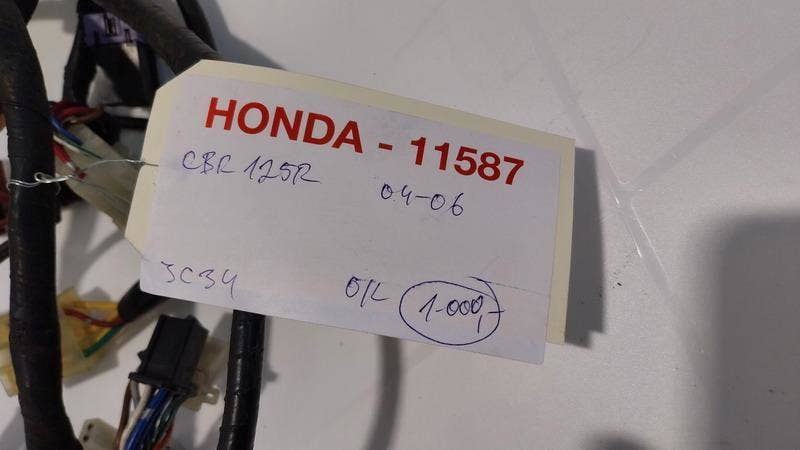 HONDA - 11587
CBR 125R 04-06
JC34 O/L 1.000,-